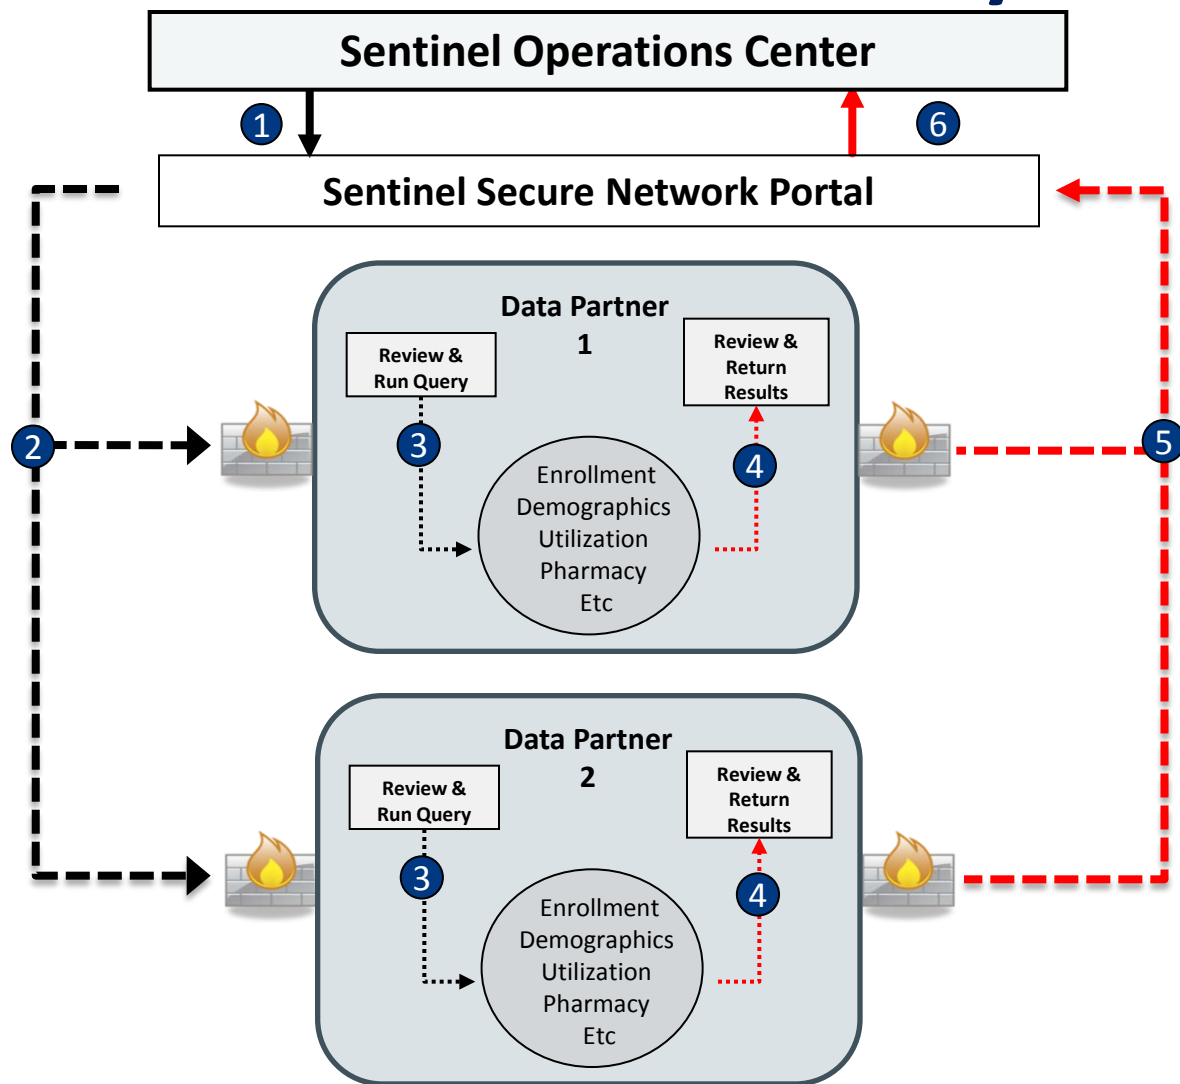 Sentinel Operations Center
1
6
Sentinel Secure Network Portal
Data Partner
1
Review &
Run Query
Review &
Return
Results
2
3
4
5
Enrollment
Demographics
Utilization
Pharmacy
Etc
Data Partner
2
Review &
Run Query
Review &
Return
Results
3
4
Enrollment
Demographics
Utilization
Pharmacy
Etc